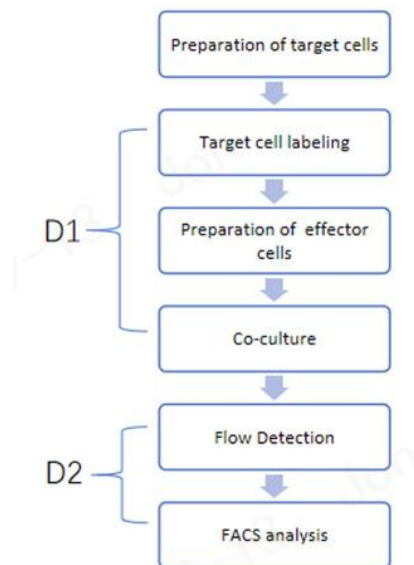 Preparation of target cells
Target cell labeling
D1
Preparation of effector
cells
Co-culture
Flow Detection
D2
FACS analysis